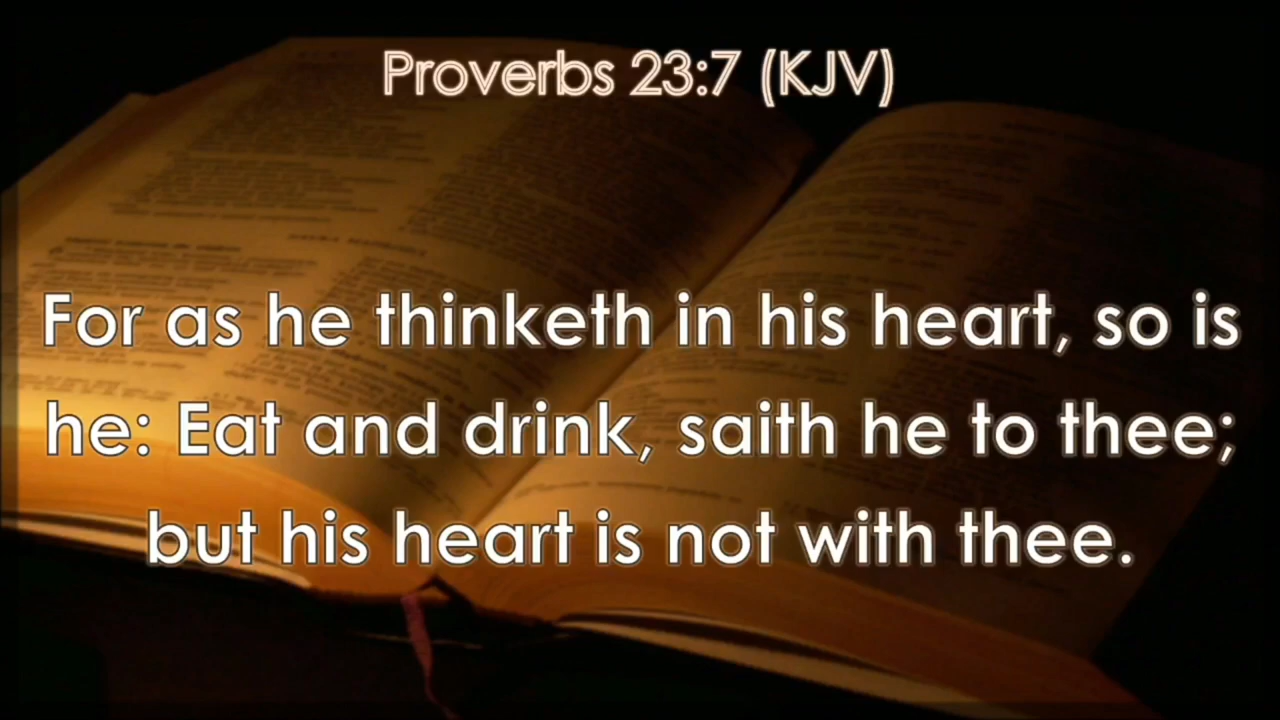 Proverbs 23:7 (KJV)
For as he thinketh in his heart, so is
he: Eat and drink, saith he to thee;
but his heart is not with thee.